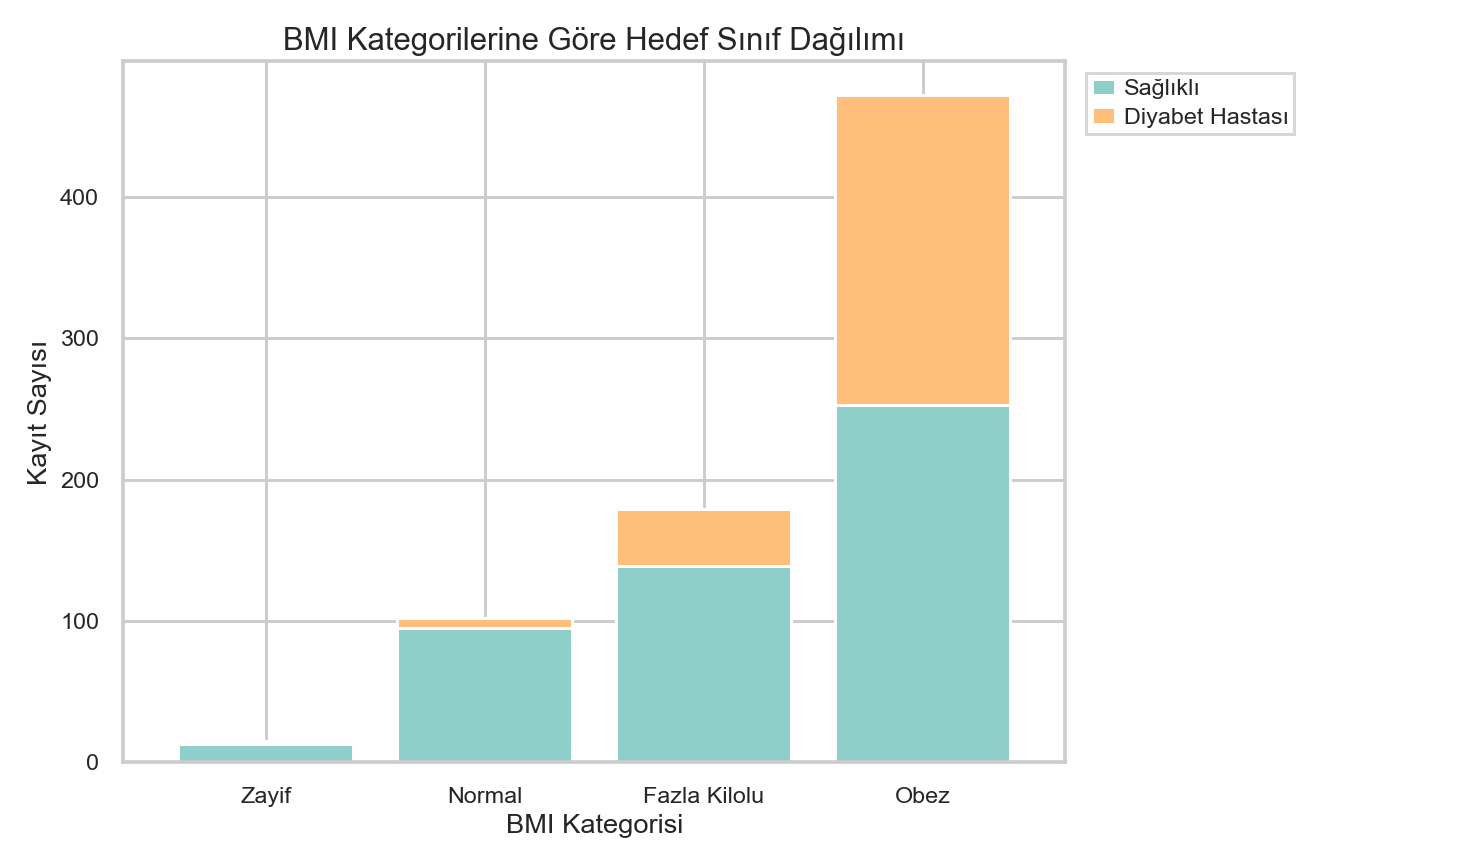 BMI Kategorilerine Göre Hedef Sınıf Dağılımı
Sağlıklı
Diyabet Hastası
Kayıt Sayısı
400
300
200
100
0
Zayif
Normal
Fazla Kilolu
Obez
BMI Kategorisi